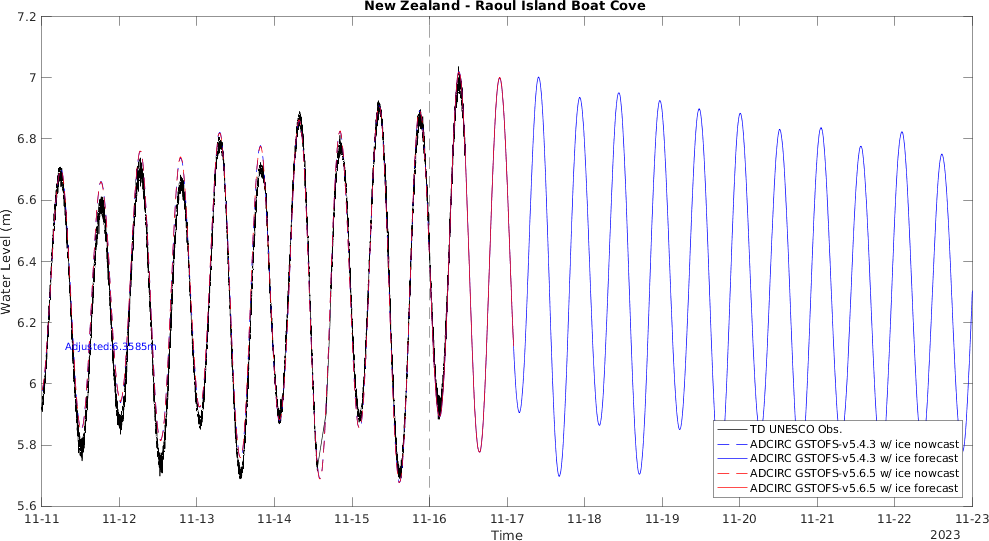 New Zealand - Raoul Island Boat Cove
7.2
7
6.8
6.6
6.4
6.2
6
5.8
5.6
Water Level (m)
Adjusted:6.3585m
TD UNESCO Obs.
ADCIRC GSTOFS-v5.4.3 w/ ice nowcast
ADCIRC GSTOFS-v5.4.3 w/ ice forecast
ADCIRC GSTOFS-v5.6.5 w/ ice nowcast
ADCIRC GSTOFS-v5.6.5 w/ ice forecast
11-11 11-12 11-13 11-14 11-15 11-16 11-17 11-18 11-19 11-20 11-21 11-22 11-23
Time
2023